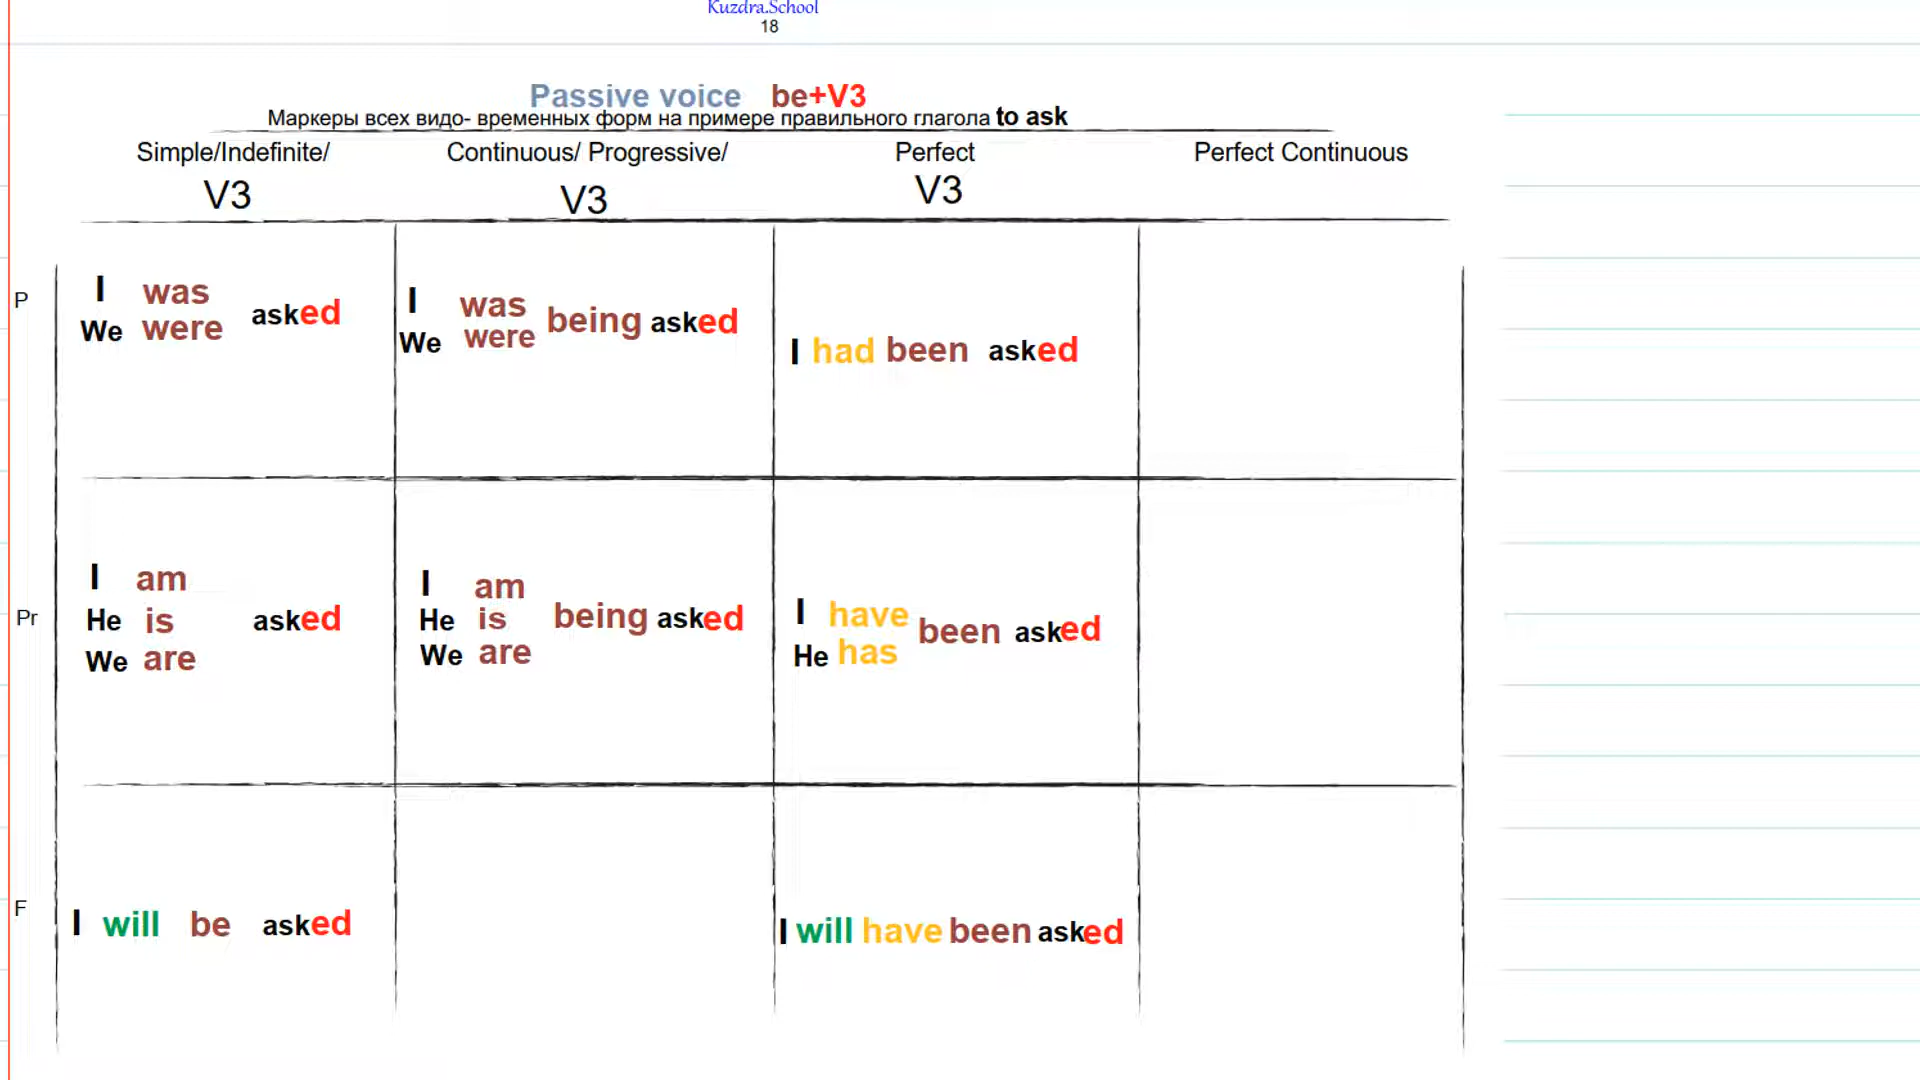 Kuzdra.School
18
Passive voice be+V3
Маркеры всех видо- временных форм на примере правильного глагола to ask
Simple/Indefinite/ Continuous/ Progressive/ Perfect Perfect Continuous
V3 V3 V3
P
I was
We were asked
I was
We were being asked
I had been asked
Pr
I am
He is asked
We are
I am
He is being asked
We are
I have
He has been asked
F
I will be asked
I will have been asked